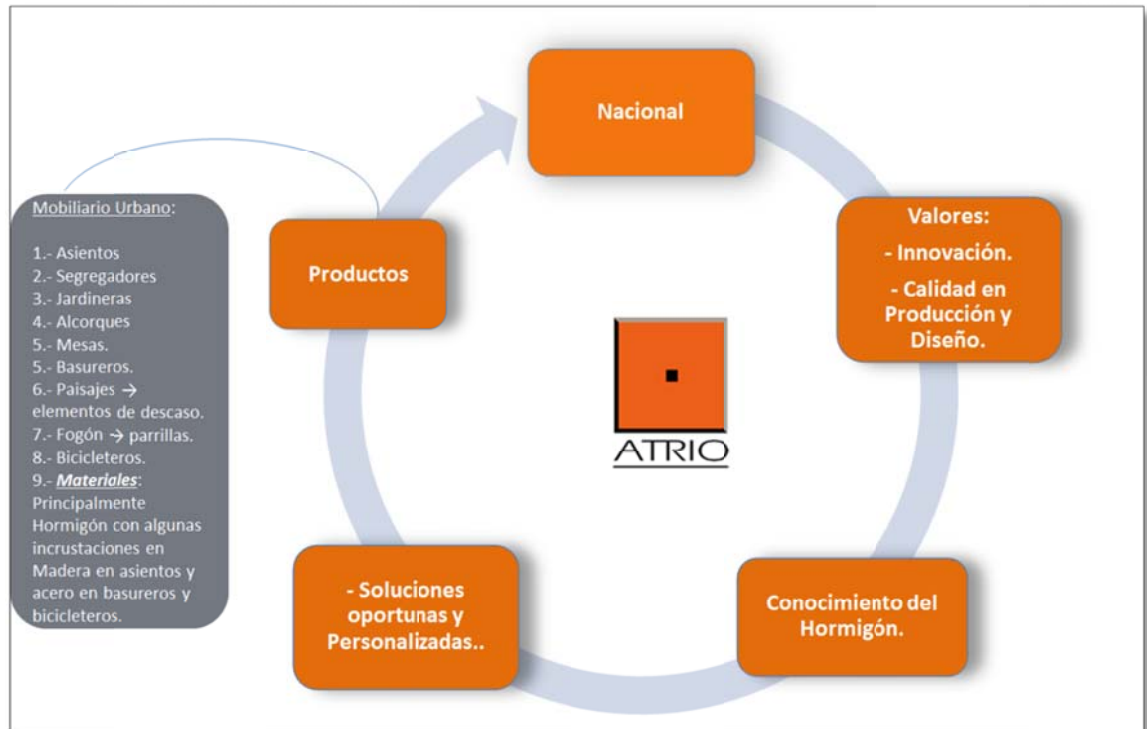 Nacional
Valores:
- Innovación.
- Calidad en
Producción y
Diseño.
Conocimiento del
Hormigón.
- Soluciones
oportunas y
Personalizadas..
Productos
Mobiliario Urbano:
1.- Asientos
2.- Segregadores
3.- Jardineras
4.- Alcorques
5.- Mesas.
5.- Basureros.
6.- Paisajes →
elementos de descaso.
7.- Fogón → parrillas.
8.- Bicicleteros.
9.- Materiales:
Principalmente
Hormigón con algunas
incrustaciones en
Madera en asientos y
acero en basureros y
bicicleteros.
ATRIO